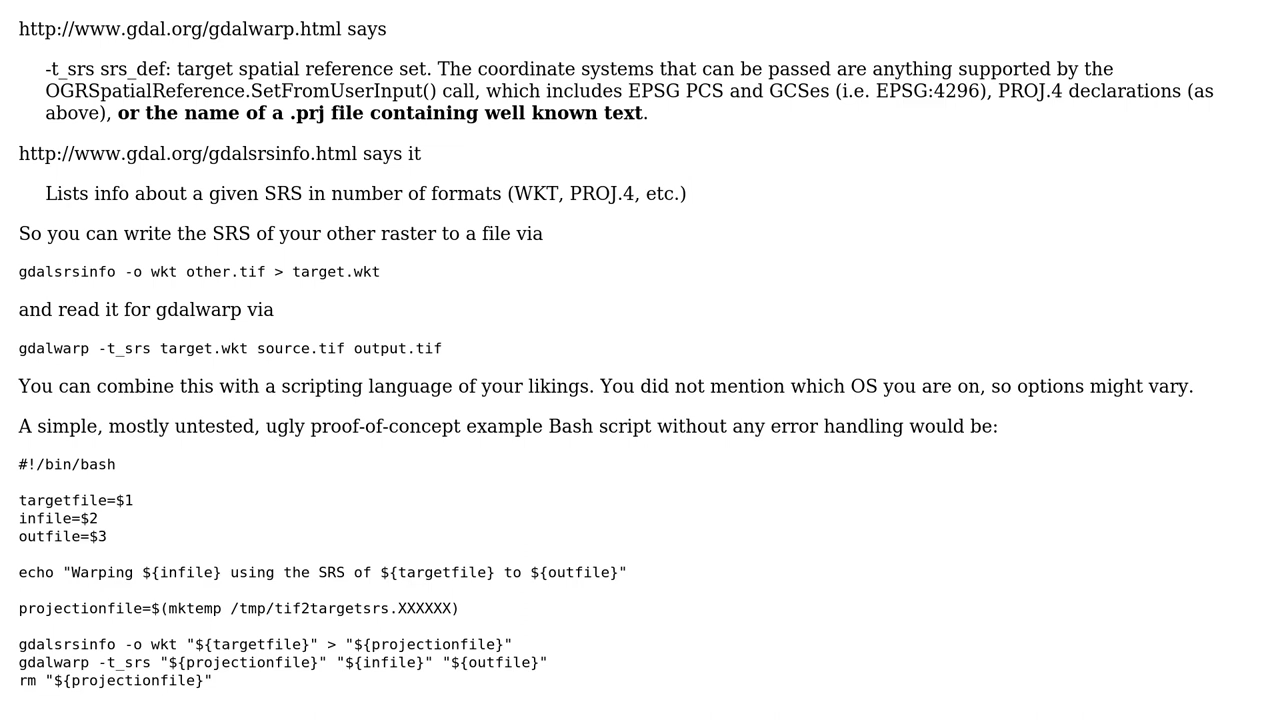 http://www.gdal.org/gdalwarp.html says
-t_srs srs_def: target spatial reference set. The coordinate systems that can be passed are anything supported by the
OGRSpatialReference.SetFromUserInput() call, which includes EPSG PCS and GCSes (i.e. EPSG:4296), PROJ.4 declarations (as
above), or the name of a .prj file containing well known text.
http://www.gdal.org/gdalsrsinfo.html says it
Lists info about a given SRS in number of formats (WKT, PROJ.4, etc.)
So you can write the SRS of your other raster to a file via
gdalsrsinfo -o wkt other.tif > target.wkt
and read it for gdalwarp via
gdalwarp -t_srs target.wkt source.tif output.tif
You can combine this with a scripting language of your likings. You did not mention which OS you are on, so options might vary.
A simple, mostly untested, ugly proof-of-concept example Bash script without any error handling would be:
#!/bin/bash
targetfile=$1
infile=$2
outfile=$3
echo "Warping ${infile} using the SRS of ${targetfile} to ${outfile}"
projectionfile=$(mktemp /tmp/tif2targetsrs.XXXXXX)
gdalsrsinfo -o wkt "${targetfile}" > "${projectionfile}"
gdalwarp -t_srs "${projectionfile}" "${infile}" "${outfile}"
rm "${projectionfile}"